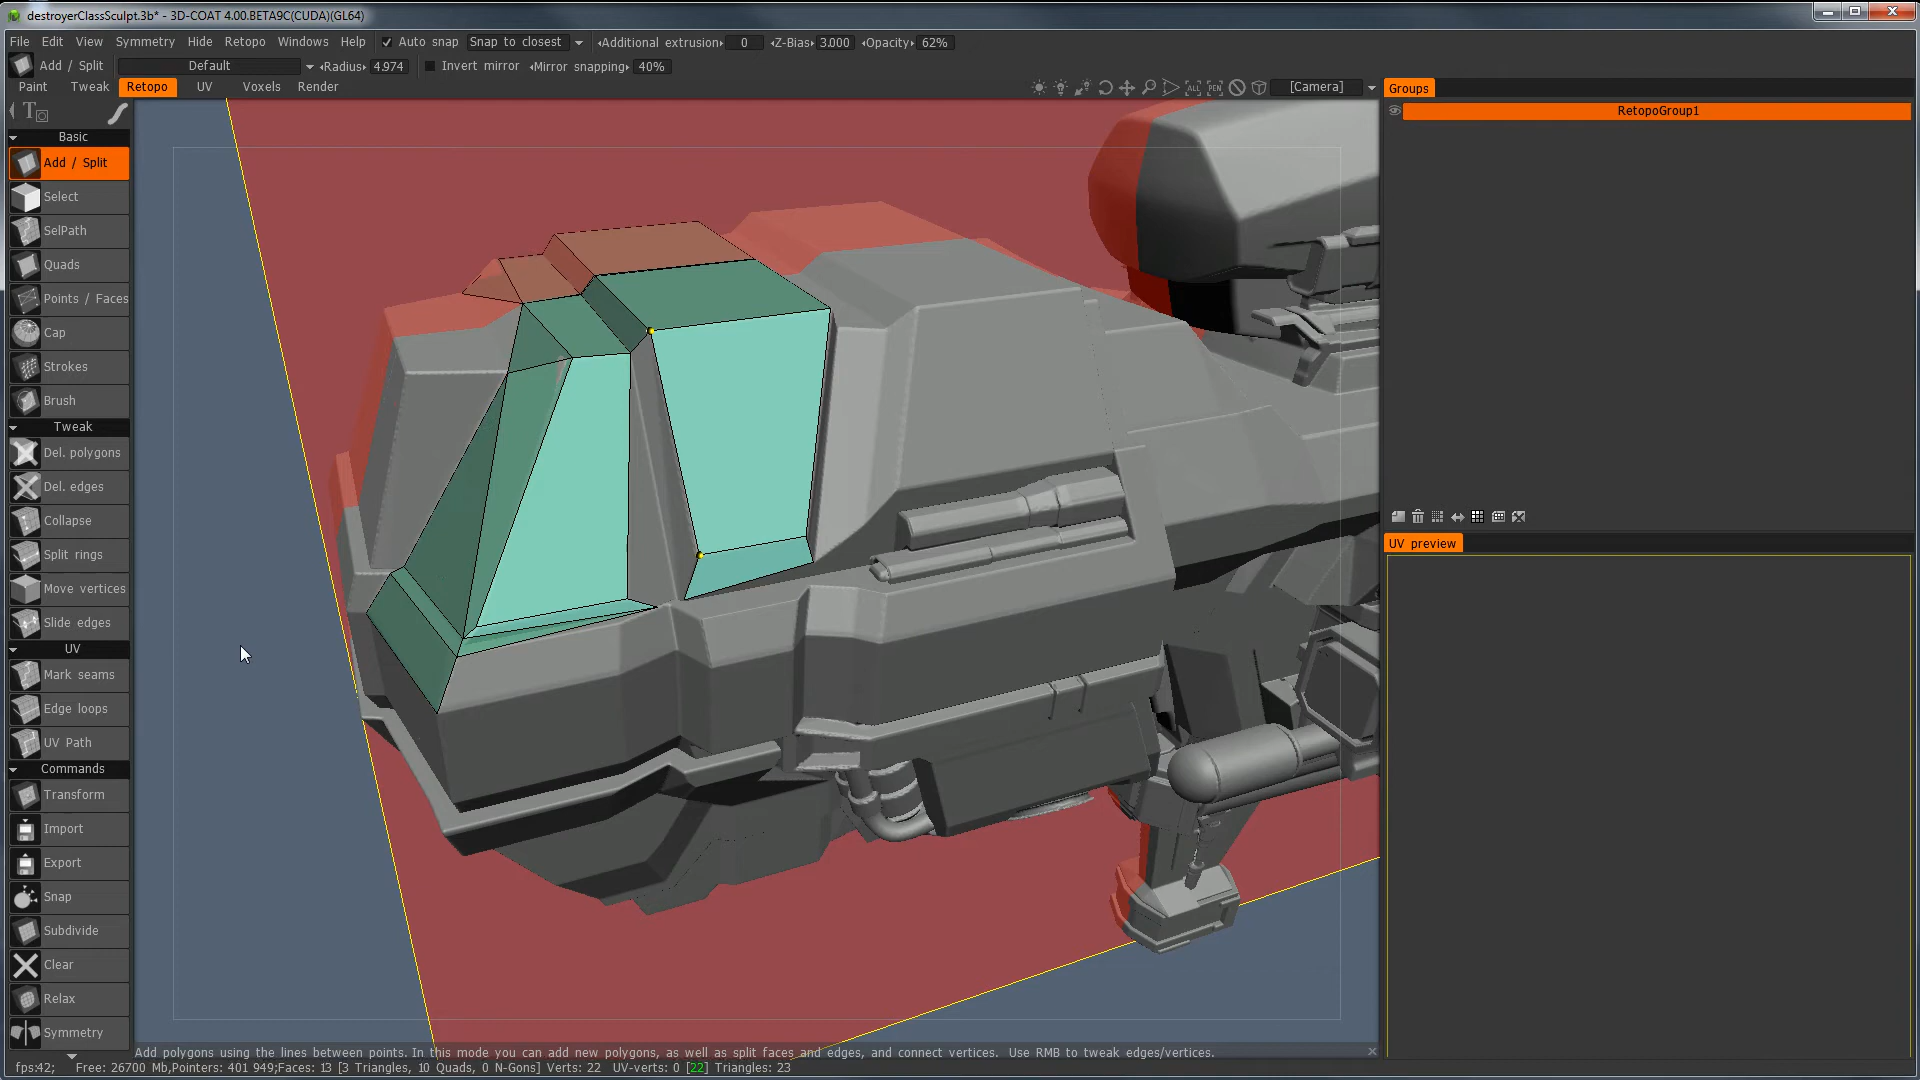 destroyerClassSculpt.3b* - 3D-COAT 4.00.BETA9C(CUDA)(GL64)
File Edit View Symmetry Hide Retopo Windows Help Auto snap Snap to closest Additional extrusion 0 Z-Bias 3.000 Opacity 62%
Add / Split Default Radius 4.974 Invert mirror Mirror snapping 40%
Paint Tweak Retopo UV Voxels Render ALL PEN [Camera] Groups
T
RetopoGroup1
Basic
Add / Split
Select
SelPath
Quads
Points / Faces
Cap
Strokes
Brush
Tweak
Del. polygons
Del. edges
Collapse
Split rings
Move vertices
Slide edges
UV
Mark seams
Edge loops
UV Path
Commands
Transform
Import
Export
Snap
Subdivide
Clear
Relax
Symmetry
UV preview
Add polygons using the lines between points. In this mode you can add new polygons, as well as split faces and edges, and connect vertices. Use RMB to tweak edges/vertices.
fps:42; Free: 26700 Mb,Pointers: 401 949;Faces: 13 [3 Triangles, 10 Quads, 0 N-Gons] Verts: 22 UV-verts: 0 [22] Triangles: 23